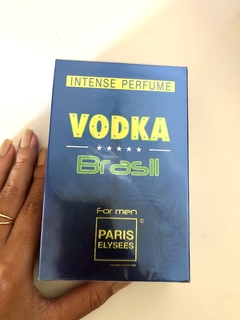 INTENSE PERFUME
VODKA
★★★★★
Brasil
For men
©
PARIS
ELYSEES